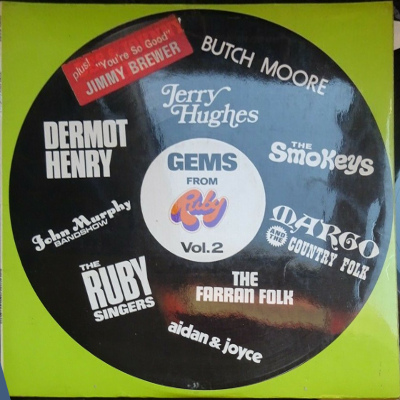 plus! "You're So Good"
JIMMY BREWER
BUTCH MOORE
Jerry
Hughes
DERMOT
HENRY
THE
SMOKeYS
GEMS
FROM
Ruby
Vol.2
John Murphy
BANDSHOW
MARGO
AND THE COUNTRY FOLK
THE
RUBY
SINGERS
THE
FARRAN FOLK
aidan & joyce